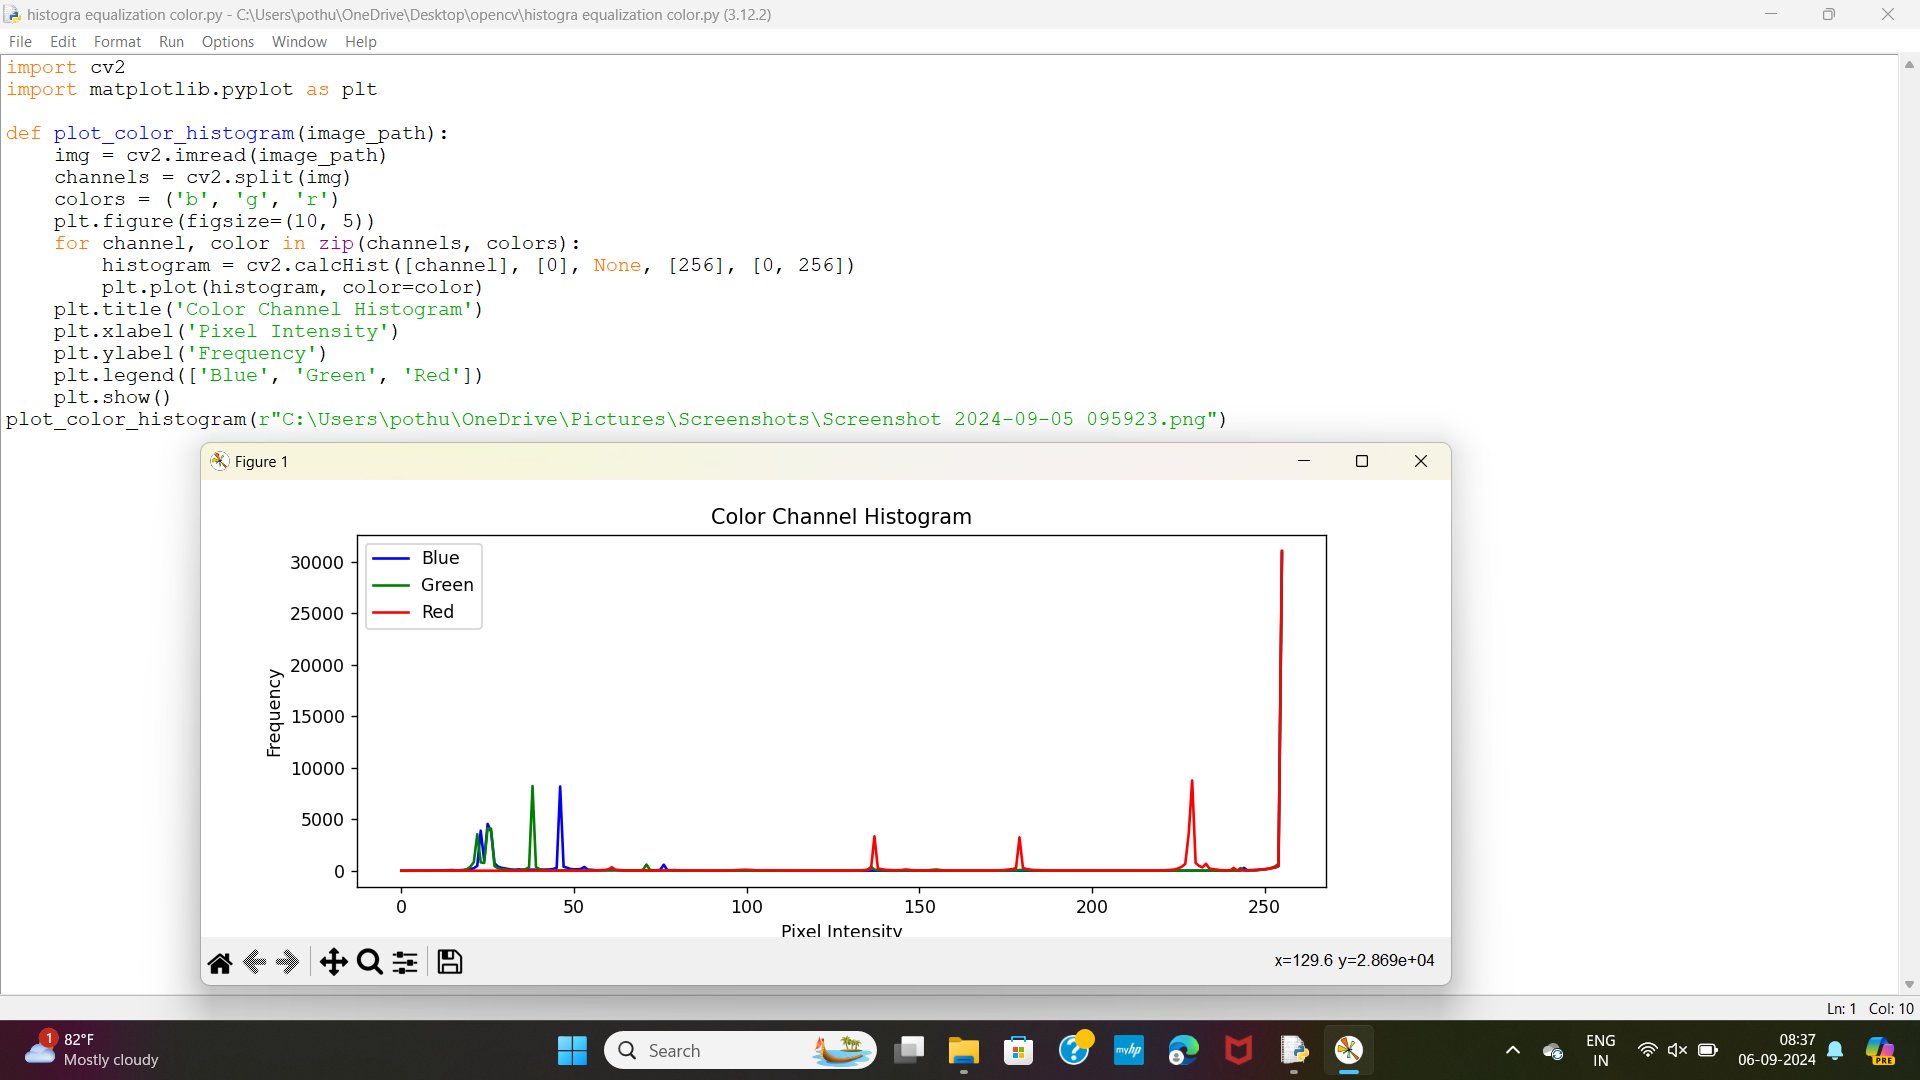 histogra equalization color.py - C:\Users\pothu\OneDrive\Desktop\opencv\histogra equalization color.py (3.12.2)
File Edit Format Run Options Window Help
import cv2
import matplotlib.pyplot as plt
def plot_color_histogram(image_path):
    img = cv2.imread(image_path)
    channels = cv2.split(img)
    colors = ('b', 'g', 'r')
    plt.figure(figsize=(10, 5))
    for channel, color in zip(channels, colors):
        histogram = cv2.calcHist([channel], [0], None, [256], [0, 256])
        plt.plot(histogram, color=color)
    plt.title('Color Channel Histogram')
    plt.xlabel('Pixel Intensity')
    plt.ylabel('Frequency')
    plt.legend(['Blue', 'Green', 'Red'])
    plt.show()
plot_color_histogram(r"C:\Users\pothu\OneDrive\Pictures\Screenshots\Screenshot 2024-09-05 095923.png")
Figure 1
Color Channel Histogram
Blue
Green
Red
30000
25000
20000
15000
10000
5000
0
Frequency
0 50 100 150 200 250
Pixel Intensity
x=129.6 y=2.869e+04
Ln: 1 Col: 10
1
82°F
Mostly cloudy
Search
myhp
ENG
IN
08:37
06-09-2024
PRE